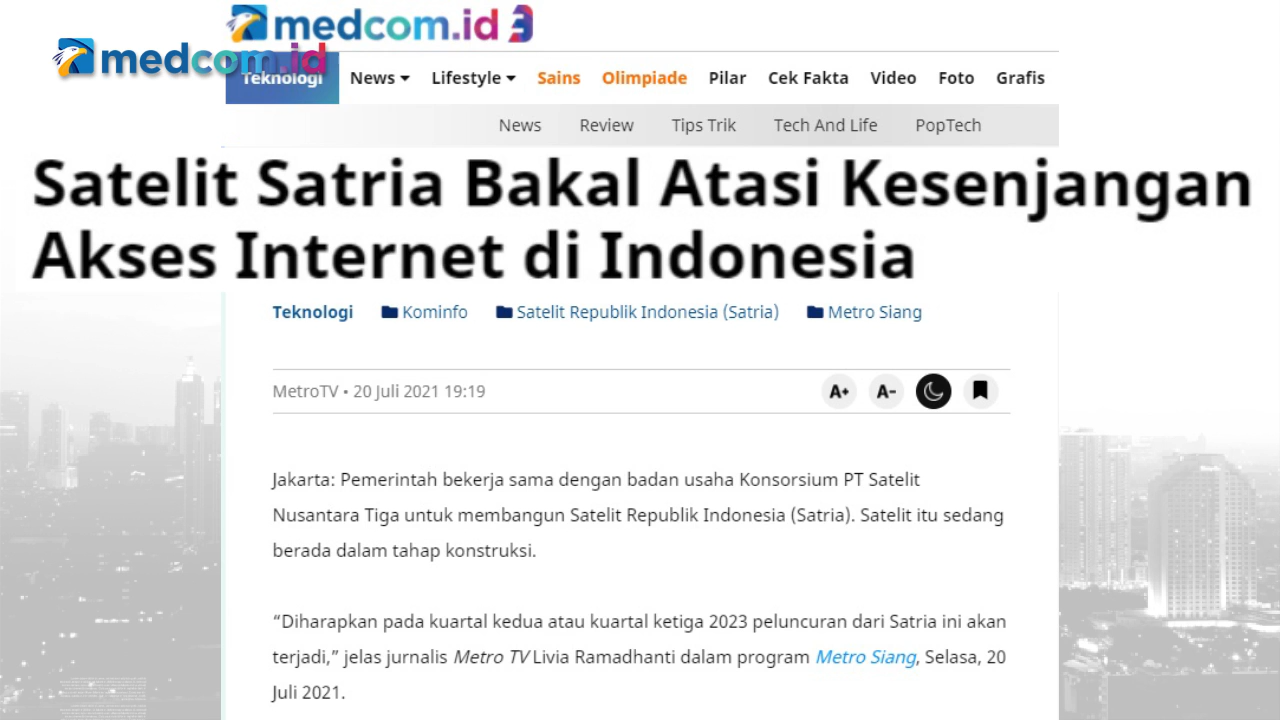 medcom.id
medcom.id
Teknologi News Lifestyle Sains Olimpiade Pilar Cek Fakta Video Foto Grafis
News Review Tips Trik Tech And Life PopTech
Satelit Satria Bakal Atasi Kesenjangan
Akses Internet di Indonesia
Teknologi Kominfo Satelit Republik Indonesia (Satria) Metro Siang
MetroTV • 20 Juli 2021 19:19 A+ A-
Jakarta: Pemerintah bekerja sama dengan badan usaha Konsorsium PT Satelit
Nusantara Tiga untuk membangun Satelit Republik Indonesia (Satria). Satelit itu sedang
berada dalam tahap konstruksi.
“Diharapkan pada kuartal kedua atau kuartal ketiga 2023 peluncuran dari Satria ini akan
terjadi,” jelas jurnalis Metro TV Livia Ramadhanti dalam program Metro Siang, Selasa, 20
Juli 2021.